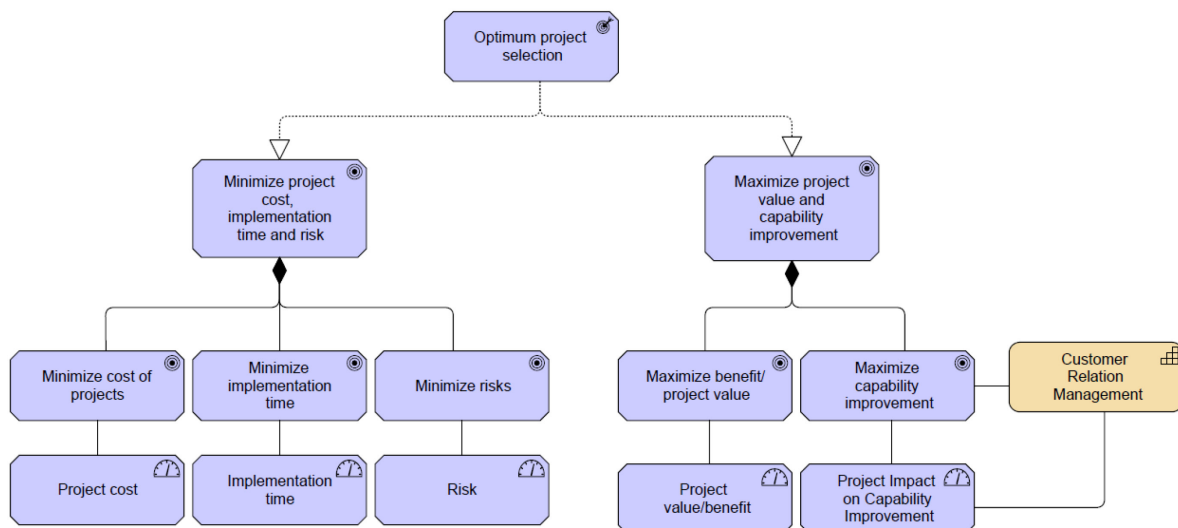 Optimum project
selection
Minimize project
cost,
implementation
time and risk
Maximize project
value and
capability
improvement
Minimize cost of
projects
Minimize
implementation
time
Minimize risks
Maximize benefit/
project value
Maximize
capability
improvement
Customer
Relation
Management
Project cost
Implementation
time
Risk
Project
value/benefit
Project Impact
on Capability
Improvement